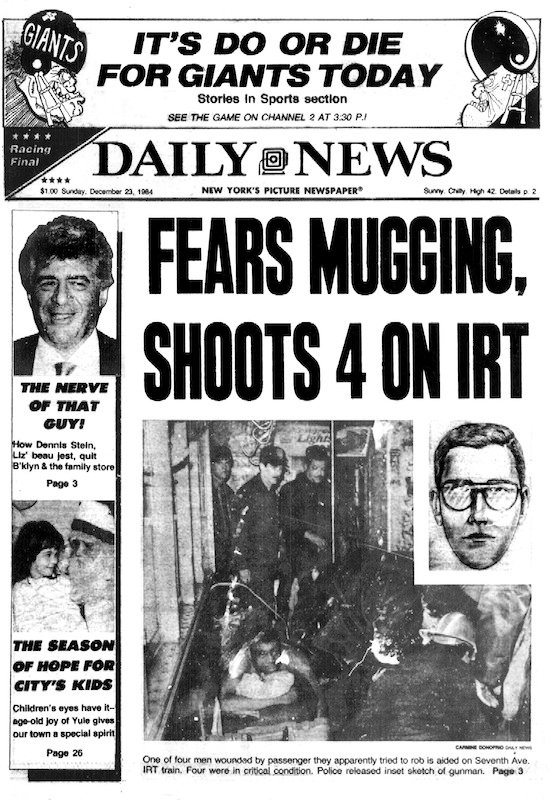 GIANTS
IT'S DO OR DIE
FOR GIANTS TODAY
Stories in Sports section
SEE THE GAME ON CHANNEL 2 AT 3:30 P.!
Racing
Final
DAILY NEWS
$1.00 Sunday, December 23, 1984
NEW YORK'S PICTURE NEWSPAPER®
Sunny. Chilly. High 42. Details p. 2
FEARS MUGGING,
SHOOTS 4 ON IRT
THE NERVE
OF THAT
GUY!
How Dennis Stein,
Liz' beau jest, quit
B'klyn & the family store
Page 3
THE SEASON
OF HOPE FOR
CITY'S KIDS
Children's eyes have it—
age-old joy of Yule gives
our town a special spirit
Page 26
Lights
CARMINE DONOFRIO DAILY NEWS
One of four men wounded by passenger they apparently tried to rob is aided on Seventh Ave.
IRT train. Four were in critical condition. Police released inset sketch of gunman. Page 3